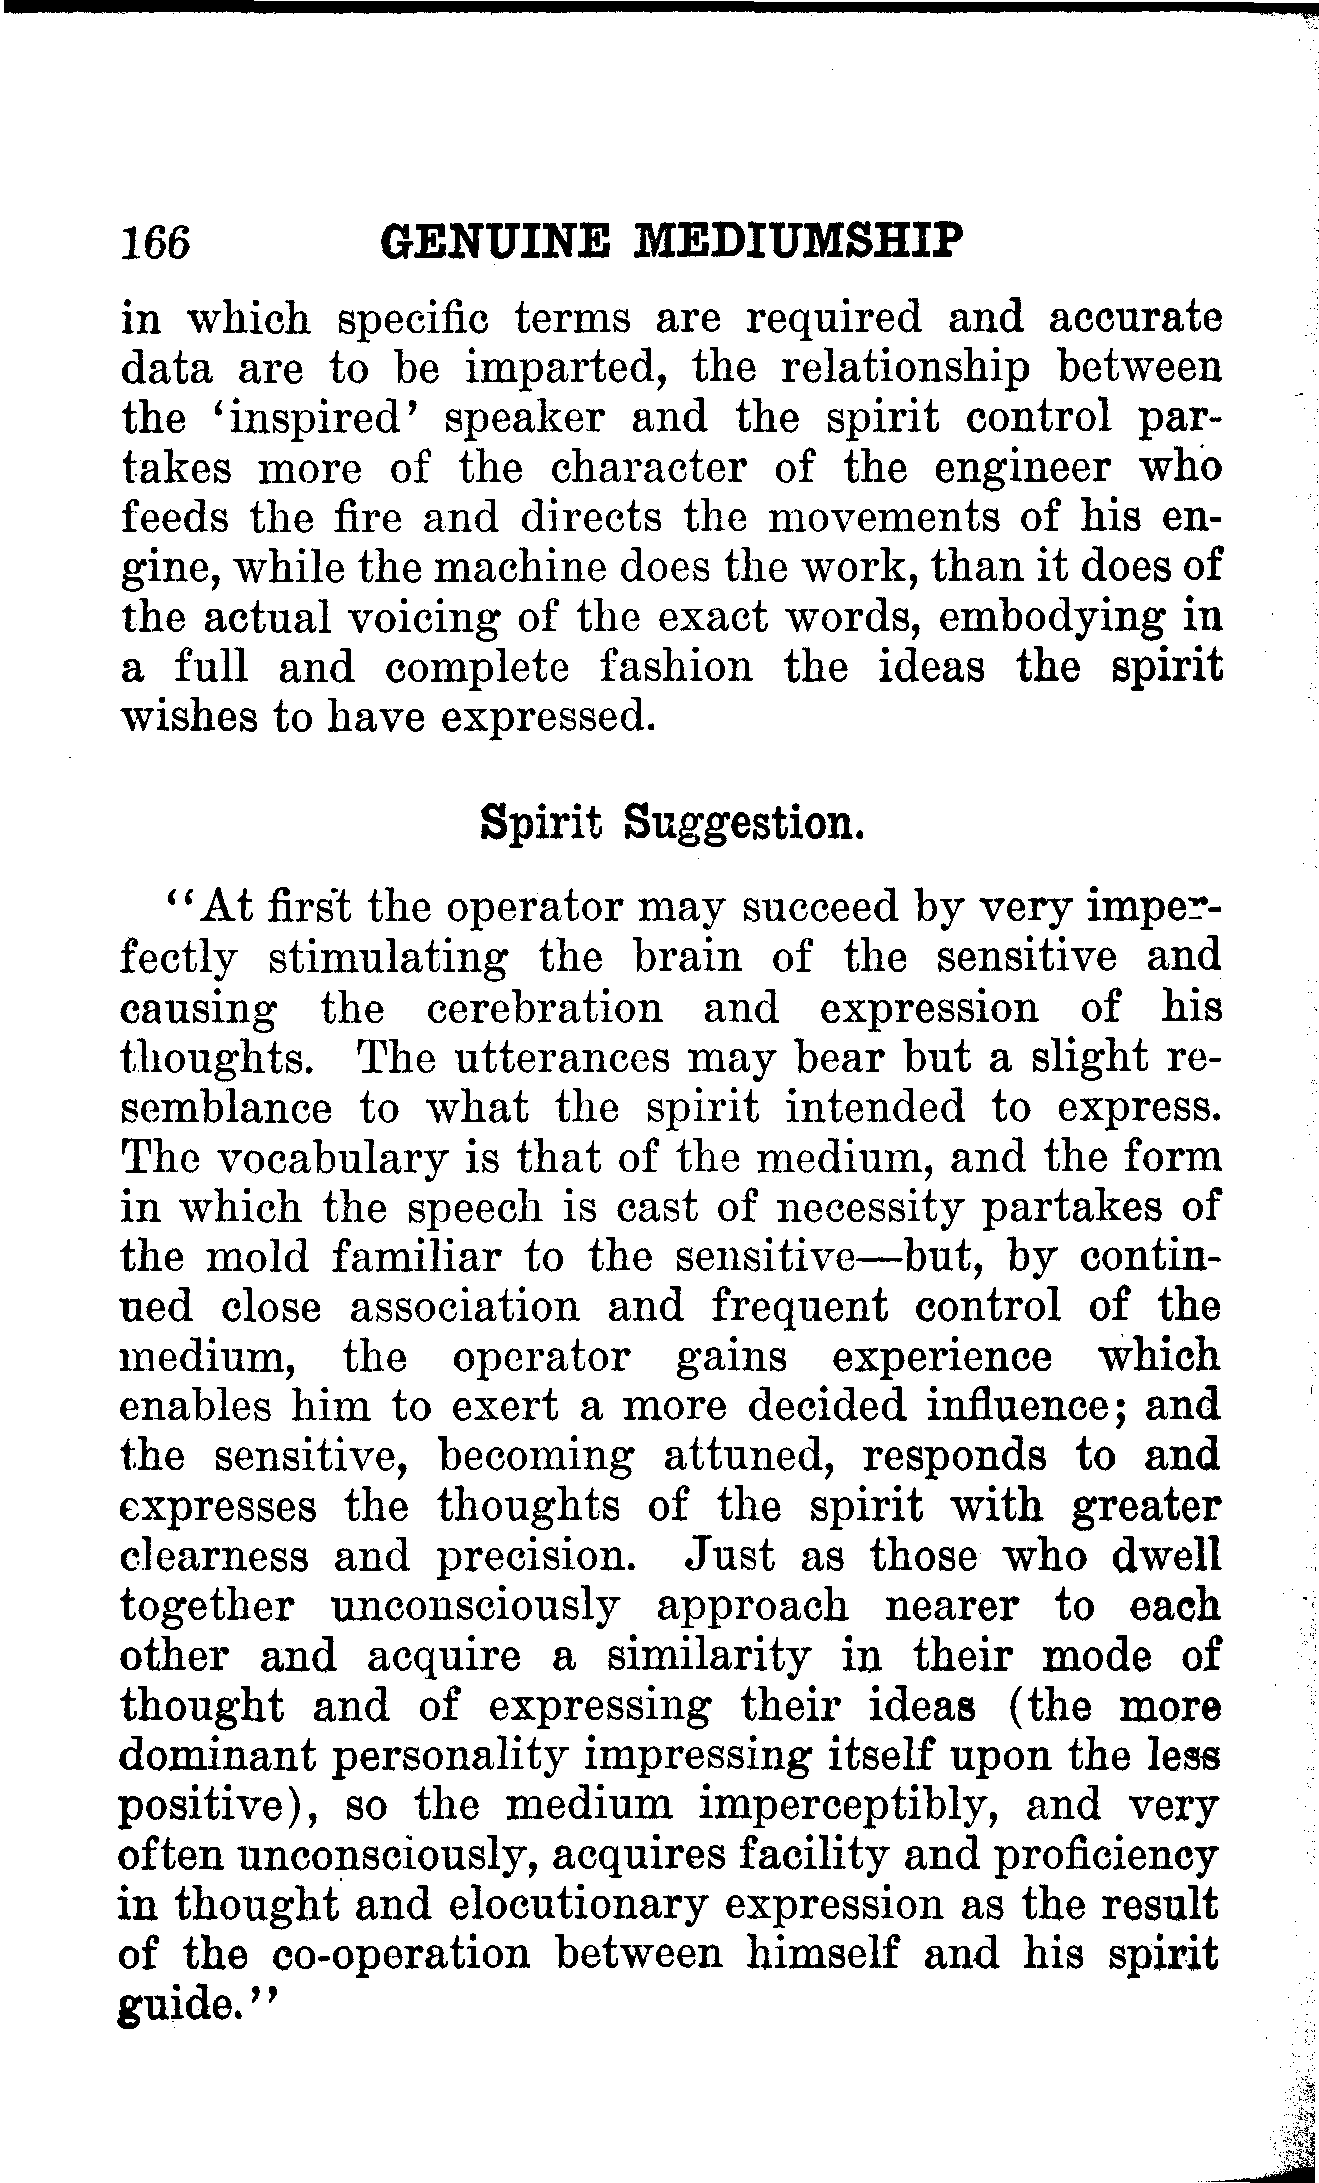 166 GENUINE MEDIUMSHIP
in which specific terms are required and accurate
data are to be imparted, the relationship between
the 'inspired' speaker and the spirit control par-
takes more of the character of the engineer who
feeds the fire and directs the movements of his en-
gine, while the machine does the work, than it does of
the actual voicing of the exact words, embodying in
a full and complete fashion the ideas the spirit
wishes to have expressed.
Spirit Suggestion.
"At first the operator may succeed by very imper-
fectly stimulating the brain of the sensitive and
causing the cerebration and expression of his
thoughts. The utterances may bear but a slight re-
semblance to what the spirit intended to express.
The vocabulary is that of the medium, and the form
in which the speech is cast of necessity partakes of
the mold familiar to the sensitive—but, by contin-
ued close association and frequent control of the
medium, the operator gains experience which
enables him to exert a more decided influence; and
the sensitive, becoming attuned, responds to and
expresses the thoughts of the spirit with greater
clearness and precision. Just as those who dwell
together unconsciously approach nearer to each
other and acquire a similarity in their mode of
thought and of expressing their ideas (the more
dominant personality impressing itself upon the less
positive), so the medium imperceptibly, and very
often unconsciously, acquires facility and proficiency
in thought and elocutionary expression as the result
of the co-operation between himself and his spirit
guide."